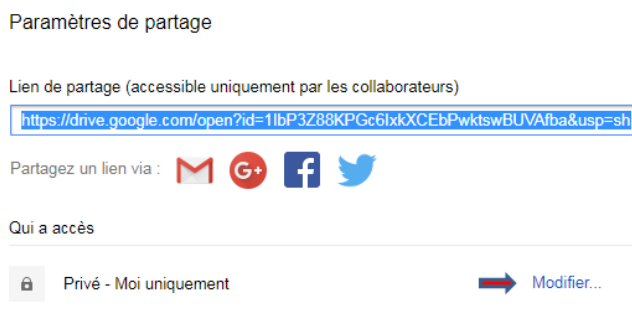 Paramètres de partage
Lien de partage (accessible uniquement par les collaborateurs)
https://drive.google.com/open?id=1IbP3Z88KPGc6IxkXCEbPwktswBUVAfba&usp=sh
Partagez un lien via :
G+
Qui a accès
Privé - Moi uniquement
Modifier...